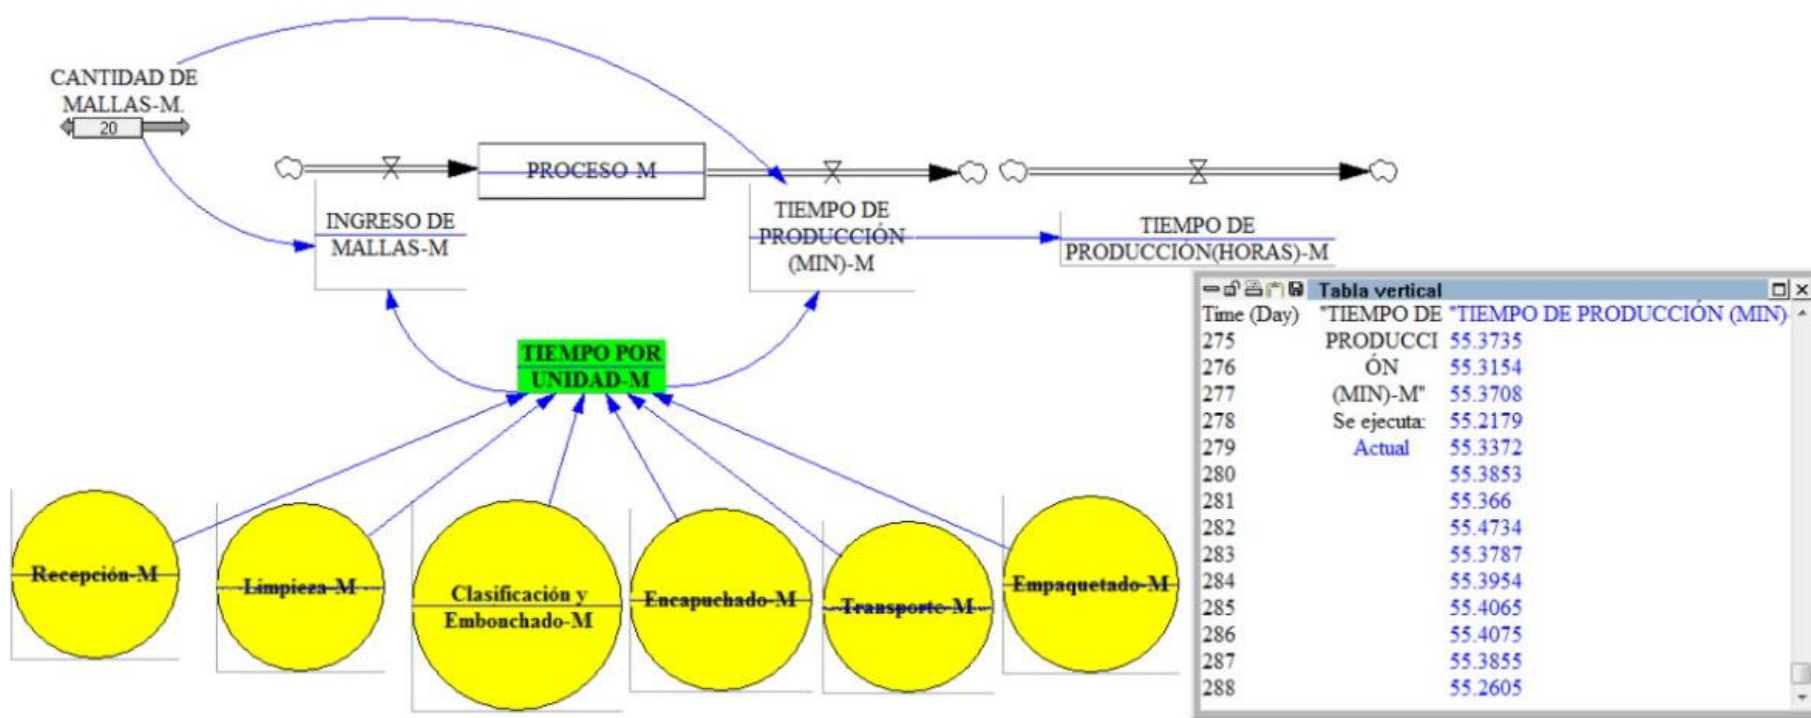 CANTIDAD DE
MALLAS-M.
20
PROCESO-M
INGRESO DE
MALLAS-M
TIEMPO DE
PRODUCCIÓN
(MIN)-M
TIEMPO DE
PRODUCCIÓN(HORAS)-M
TIEMPO POR
UNIDAD-M
Recepción-M
Limpieza-M
Clasificación y
Embonchado-M
Encapuchado-M
Transporte-M
Empaquetado-M
Tabla vertical
Time (Day) "TIEMPO DE "TIEMPO DE PRODUCCIÓN (MIN)-
275 PRODUCCI 55.3735
276 ÓN 55.3154
277 (MIN)-M" 55.3708
278 Se ejecuta: 55.2179
279 Actual 55.3372
280 55.3853
281 55.366
282 55.4734
283 55.3787
284 55.3954
285 55.4065
286 55.4075
287 55.3855
288 55.2605